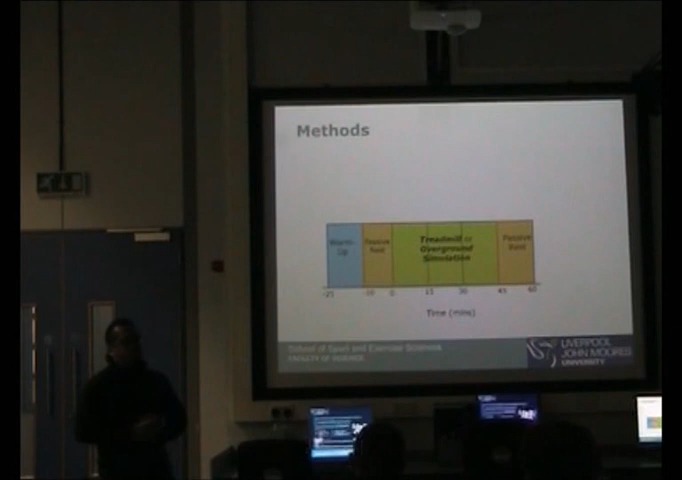 Methods
Warm-
Up
Passive
Rest
Treadmill or
Overground
Simulation
Passive
Rest
-25 -10 0 15 30 45 60
Time (mins)
School of Sport and Exercise Sciences
FACULTY OF SCIENCE
LIVERPOOL
JOHN MOORES
UNIVERSITY